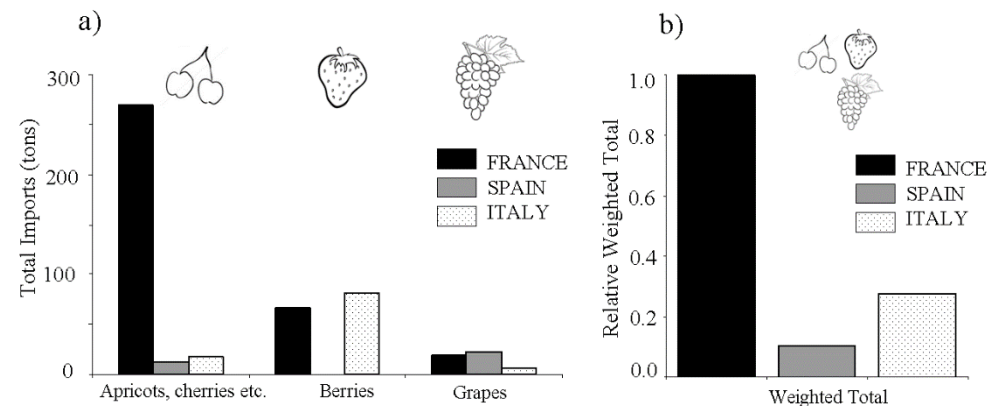 a)
300
200
100
0
Total Imports (tons)
FRANCE
SPAIN
ITALY
Apricots, cherries etc.
Berries
Grapes
b)
1.0
0.8
0.6
0.4
0.2
0.0
Relative Weighted Total
FRANCE
SPAIN
ITALY
Weighted Total